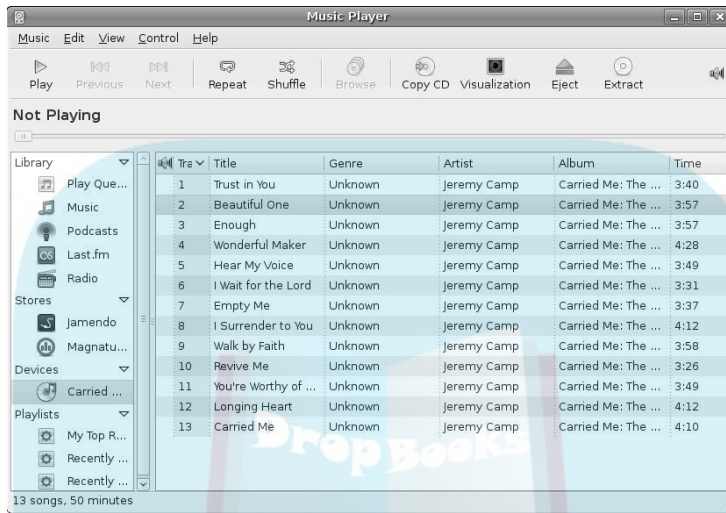 Music Player
Music Edit View Control Help
Play Previous Next Repeat Shuffle Browse Copy CD Visualization Eject Extract
Not Playing
Library
Play Que...
Music
Podcasts
Last.fm
Radio
Stores
Jamendo
Magnatu...
Devices
Carried ...
Playlists
My Top R...
Recently ...
Recently ...
Tra Title Genre Artist Album Time
1 Trust in You Unknown Jeremy Camp Carried Me: The ... 3:40
2 Beautiful One Unknown Jeremy Camp Carried Me: The ... 3:57
3 Enough Unknown Jeremy Camp Carried Me: The ... 3:57
4 Wonderful Maker Unknown Jeremy Camp Carried Me: The ... 4:28
5 Hear My Voice Unknown Jeremy Camp Carried Me: The ... 3:49
6 I Wait for the Lord Unknown Jeremy Camp Carried Me: The ... 3:31
7 Empty Me Unknown Jeremy Camp Carried Me: The ... 3:37
8 I Surrender to You Unknown Jeremy Camp Carried Me: The ... 4:12
9 Walk by Faith Unknown Jeremy Camp Carried Me: The ... 3:58
10 Revive Me Unknown Jeremy Camp Carried Me: The ... 3:26
11 You're Worthy of ... Unknown Jeremy Camp Carried Me: The ... 3:49
12 Longing Heart Unknown Jeremy Camp Carried Me: The ... 4:12
13 Carried Me Unknown Jeremy Camp Carried Me: The ... 4:10
DropBooks
13 songs, 50 minutes